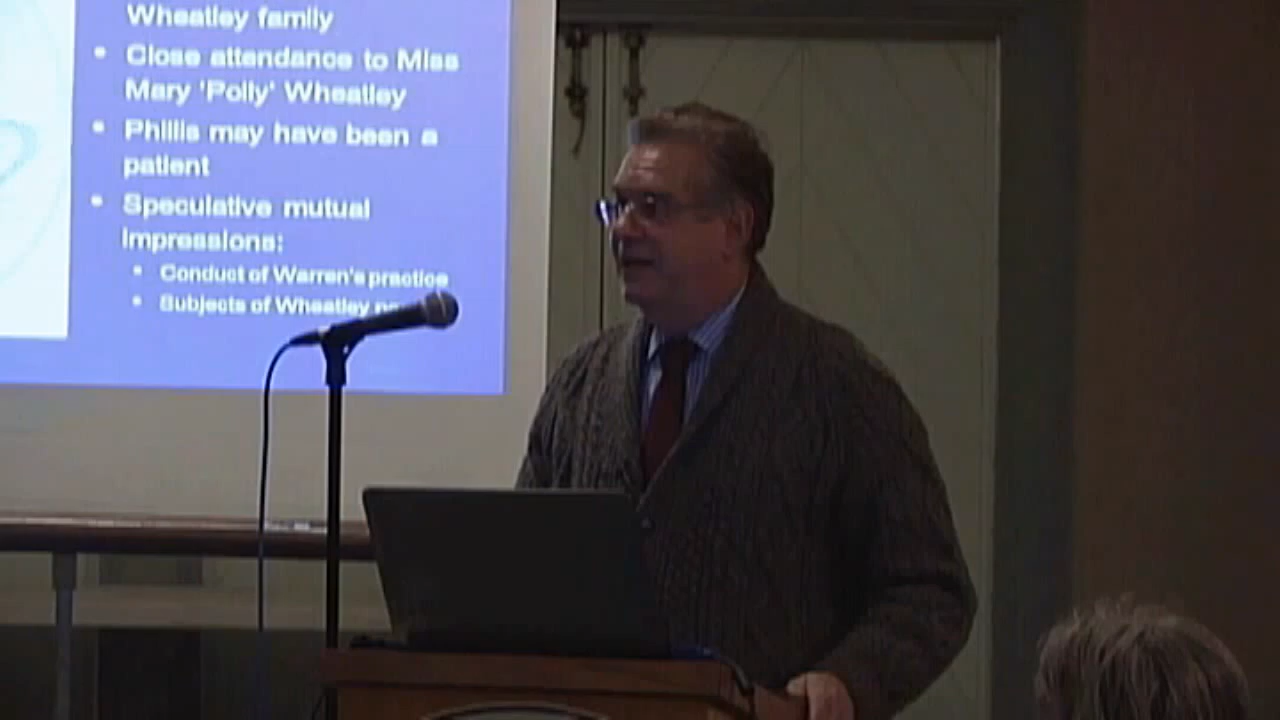 Wheatley family
• Close attendance to Miss
Mary 'Polly' Wheatley
• Phillis may have been a
patient
• Speculative mutual
impressions:
• Conduct of Warren's practice
• Subjects of Wheatley